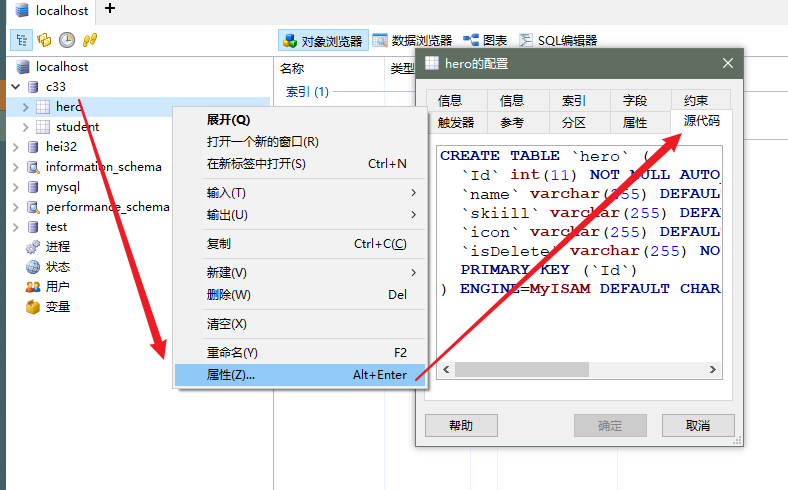 localhost
对象浏览器
数据浏览器
图表
SQL编辑器
localhost
c33
hero
student
hei32
information_schema
mysql
performance_schema
test
进程
状态
用户
变量
名称
类型
索引 (1)
展开(Q)
打开一个新的窗口(R)
在新标签中打开(S) Ctrl+N
输入(T)
输出(U)
复制 Ctrl+C(C)
新建(V)
删除(W) Del
清空(X)
重命名(Y) F2
属性(Z)... Alt+Enter
hero的配置
信息 信息 索引 字段 约束
触发器 参考 分区 属性 源代码
CREATE TABLE `hero` (
`Id` int(11) NOT NULL AUTO_
`name` varchar(255) DEFAUL
`skiill` varchar(255) DEFA
`icon` varchar(255) DEFAUL
`isDelete` varchar(255) NO
PRIMARY KEY (`Id`)
) ENGINE=MyISAM DEFAULT CHAR
帮助 确定 取消